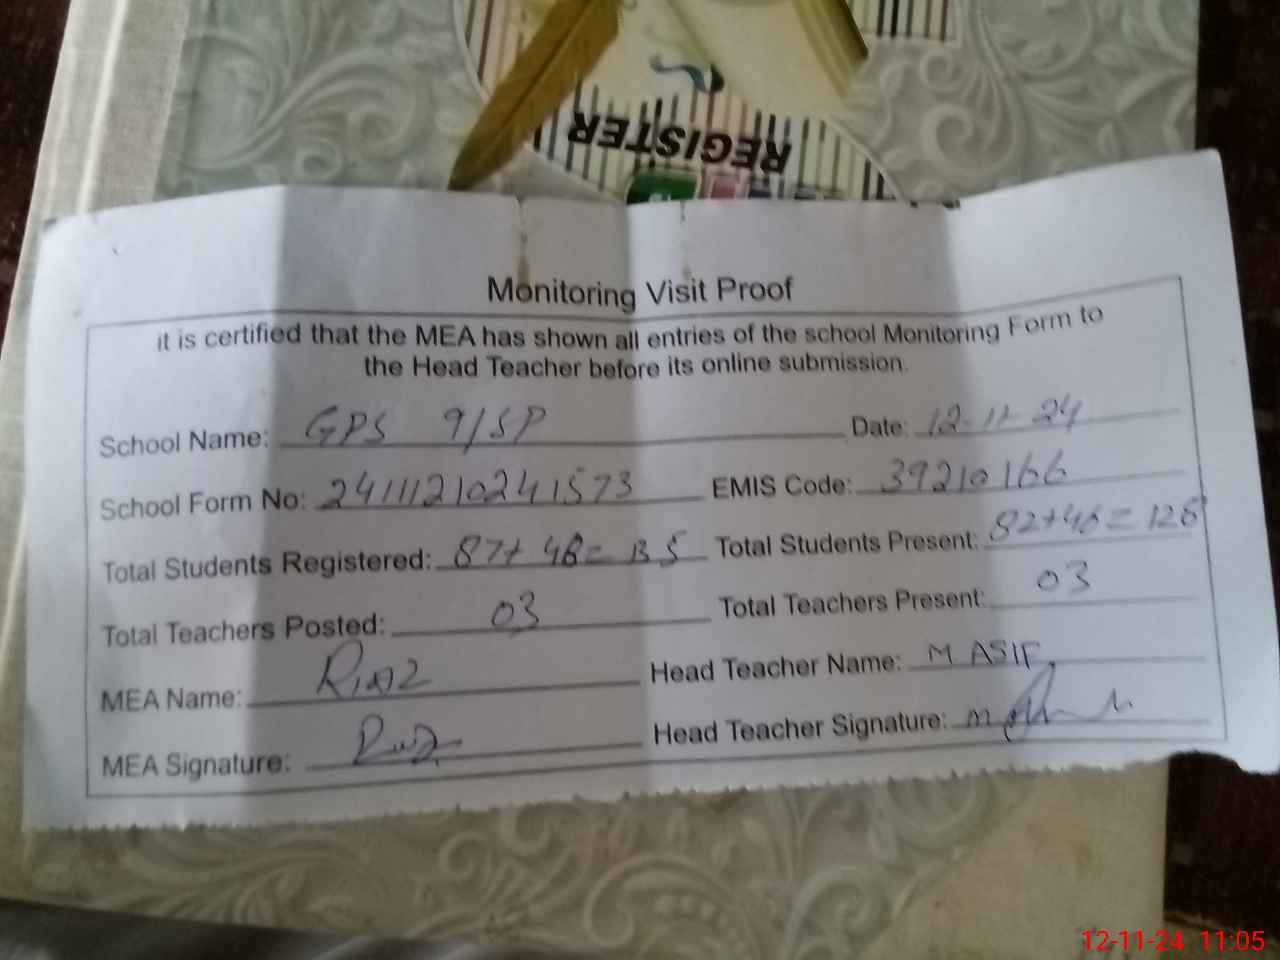 REGISTER
Monitoring Visit Proof
it is certified that the MEA has shown all entries of the school Monitoring Form to
the Head Teacher before its online submission.
School Name: GPS 9/SP Date: 12-11-24
School Form No: 24111210241573 EMIS Code: 39210166
Total Students Registered: 87+48=135 Total Students Present: 82+46=128
Total Teachers Posted: 03 Total Teachers Present: 03
MEA Name: Riaz Head Teacher Name: M ASIF
MEA Signature: Riaz Head Teacher Signature:
12-11-24 11:05